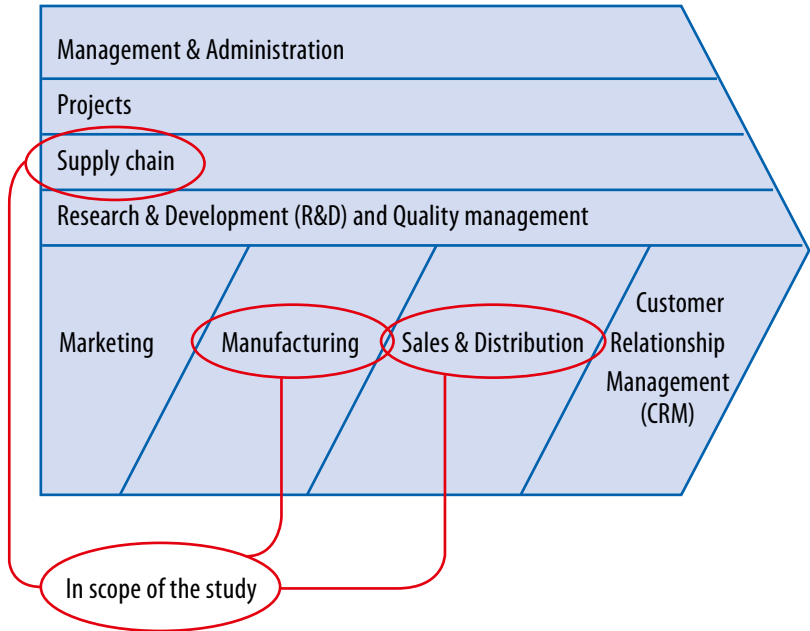 Management & Administration
Projects
Supply chain
Research & Development (R&D) and Quality management
Marketing
Manufacturing
Sales & Distribution
Customer
Relationship
Management
(CRM)
In scope of the study